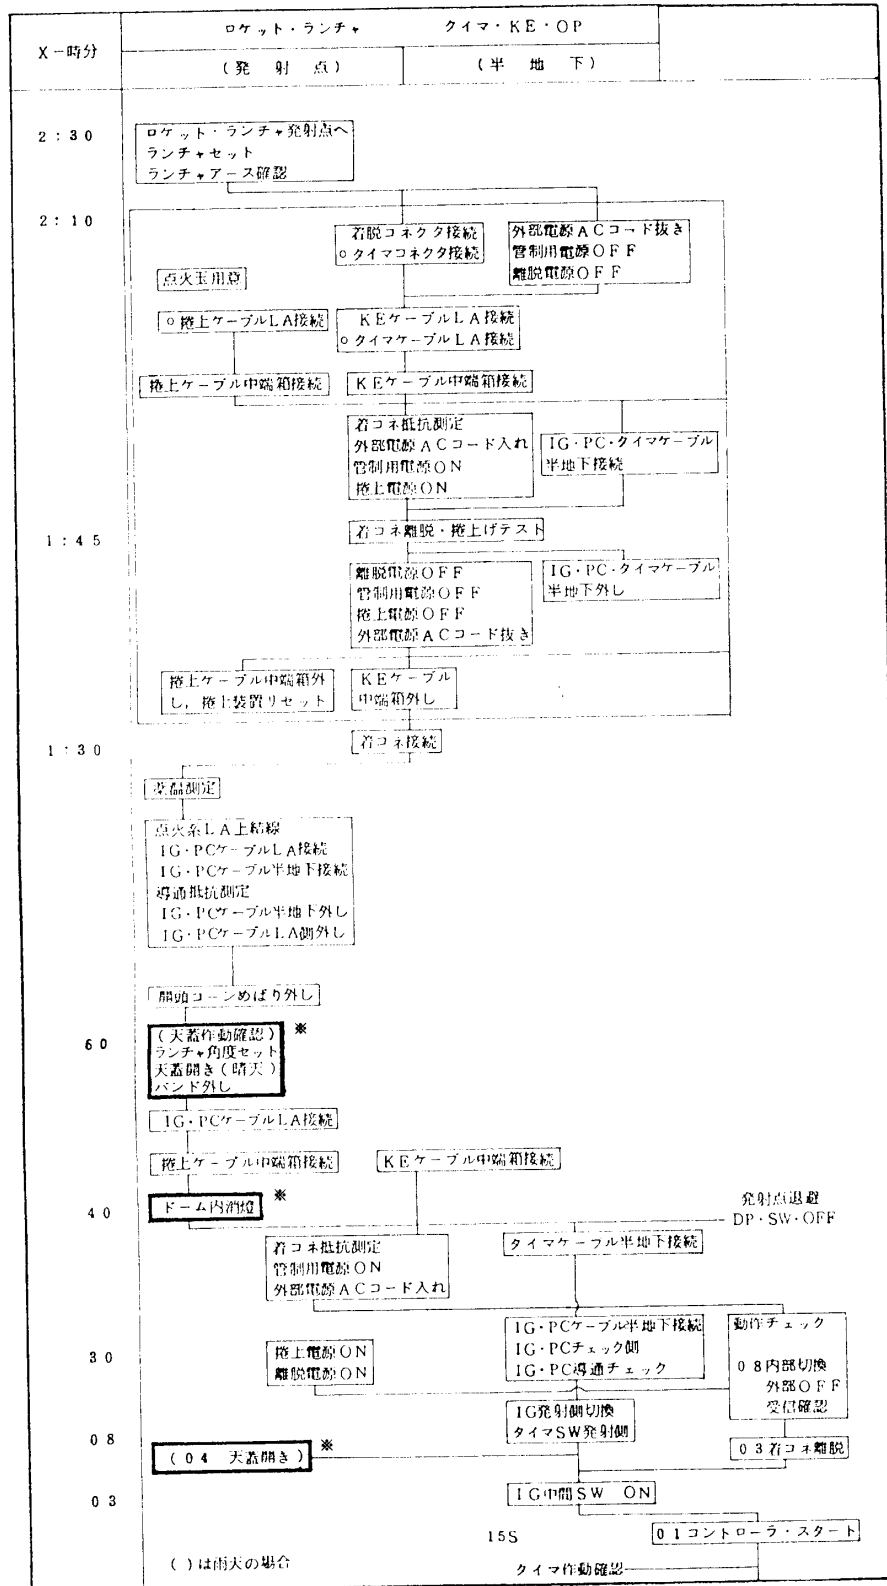 ロケット・ランチャ タイマ・KE・OP
X－時分
(発射点) (半地下)
2:30
ロケット・ランチャ発射点へ
ランチャセット
ランチャアース確認
2:10
着脱コネクタ接続
○タイマコネクタ接続
外部電源ACコード抜き
管制用電源OFF
離脱電源OFF
点火玉用意
○捲上ケーブルLA接続
KEケーブルLA接続
○タイマケーブルLA接続
捲上ケーブル中端箱接続
KEケーブル中端箱接続
着コネ抵抗測定
外部電源ACコード入れ
管制用電源ON
捲上電源ON
IG・PC・タイマケーブル
半地下接続
1:45
着コネ離脱・捲上げテスト
離脱電源OFF
管制用電源OFF
捲上電源OFF
外部電源ACコード抜き
IG・PC・タイマケーブル
半地下外し
捲上ケーブル中端箱外
し，捲上装置リセット
KEケーブル
中端箱外し
1:30
着コネ接続
薬温測定
点火系LA上結線
IG・PCケーブルLA接続
IG・PCケーブル半地下接続
導通抵抗測定
IG・PCケーブル半地下外し
IG・PCケーブルLA側外し
開頭コーンめばり外し
60
(天蓋作動確認) ※
ランチャ角度セット
天蓋開き(晴天)
バンド外し
IG・PCケーブルLA接続
捲上ケーブル中端箱接続
KEケーブル中端箱接続
40
ドーム内消燈 ※
発射点退避
DP・SW・OFF
着コネ抵抗測定
管制用電源ON
外部電源ACコード入れ
タイマケーブル半地下接続
30
捲上電源ON
離脱電源ON
IG・PCケーブル半地下接続
IG・PCチェック側
IG・PC導通チェック
動作チェック
08内部切換
外部OFF
受信確認
IG発射側切換
タイマSW発射側
08
(04 天蓋開き) ※
03着コネ離脱
03
IG中間SW ON
15S
01コントローラ・スタート
( )は雨天の場合
タイマ作動確認